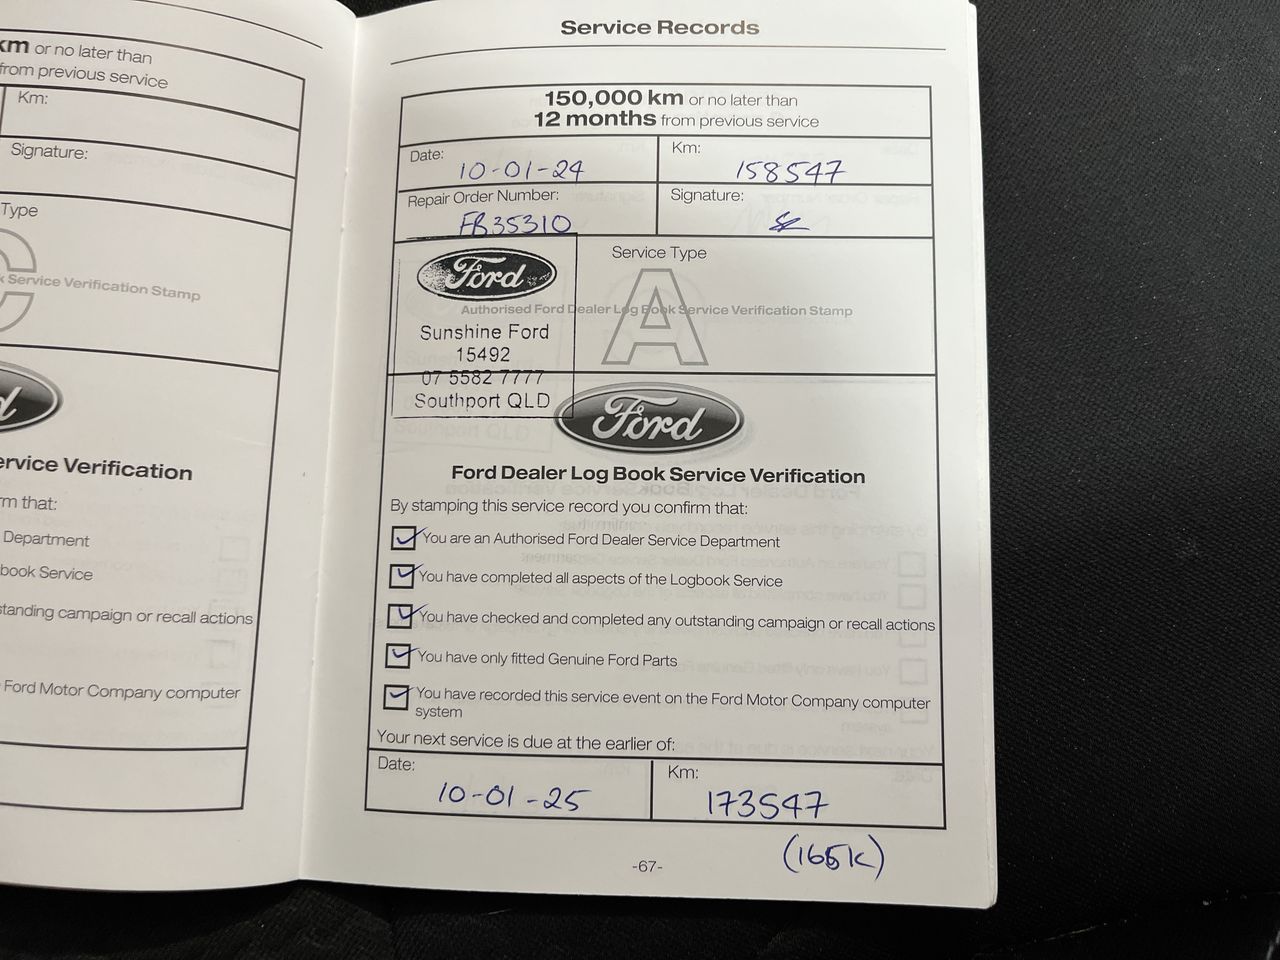 km or no later than
from previous service
Km:
Signature:
Type
k Service Verification Stamp
C
ervice Verification
m that:
Department
book Service
standing campaign or recall actions
Ford Motor Company computer
Service Records
150,000 km or no later than
12 months from previous service
Date: 10-01-24
Km: 158547
Repair Order Number: FB35310
Signature:
Service Type
A
Authorised Ford Dealer Log Book Service Verification Stamp
Ford
Sunshine Ford
15492
07 5582 7777
Southport QLD
Ford
Ford Dealer Log Book Service Verification
By stamping this service record you confirm that:
You are an Authorised Ford Dealer Service Department
You have completed all aspects of the Logbook Service
You have checked and completed any outstanding campaign or recall actions
You have only fitted Genuine Ford Parts
You have recorded this service event on the Ford Motor Company computer
system
Your next service is due at the earlier of:
Date: 10-01-25
Km: 173547
(165K)
-67-